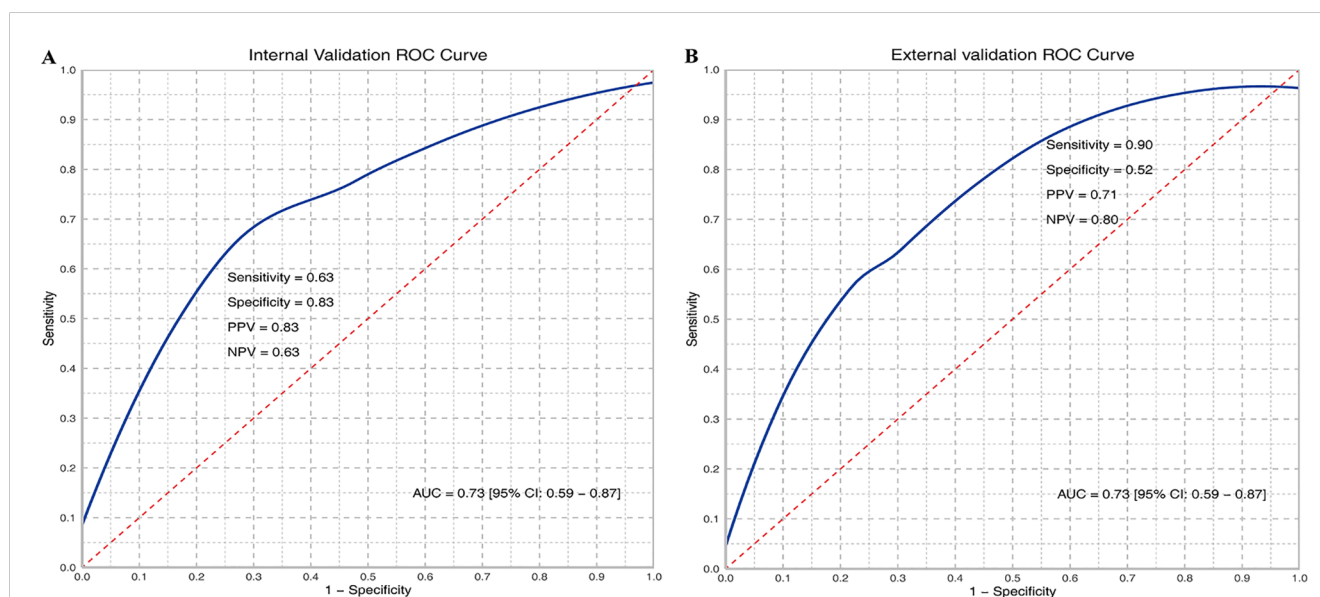 A
Internal Validation ROC Curve
1.0
0.9
0.8
0.7
0.6
0.5
0.4
0.3
0.2
0.1
0.0
Sensitivity
Sensitivity = 0.63
Specificity = 0.83
PPV = 0.83
NPV = 0.63
AUC = 0.73 [95% CI: 0.59 – 0.87]
0.0 0.1 0.2 0.3 0.4 0.5 0.6 0.7 0.8 0.9 1.0
1 – Specificity
B
External validation ROC Curve
1.0
0.9
0.8
0.7
0.6
0.5
0.4
0.3
0.2
0.1
0.0
Sensitivity
Sensitivity = 0.90
Specificity = 0.52
PPV = 0.71
NPV = 0.80
AUC = 0.73 [95% CI: 0.59 – 0.87]
0.0 0.1 0.2 0.3 0.4 0.5 0.6 0.7 0.8 0.9 1.0
1 – Specificity